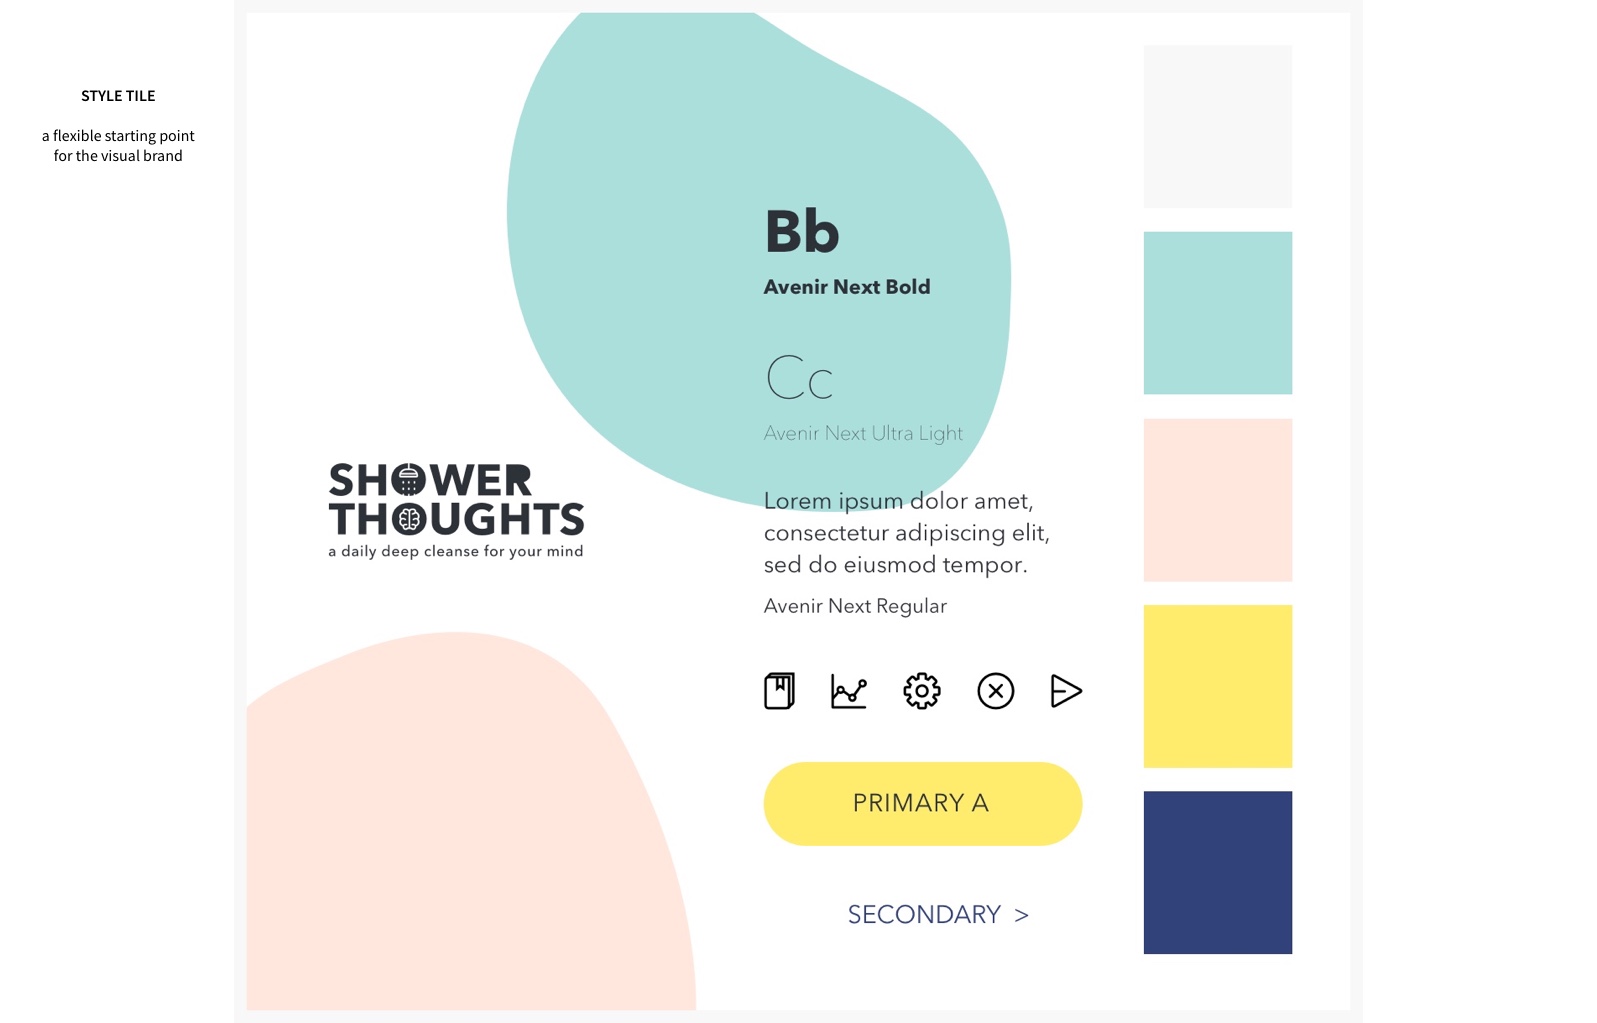 STYLE TILE
a flexible starting point
for the visual brand
SHOWER
THOUGHTS
a daily deep cleanse for your mind
Bb
Avenir Next Bold
Cc
Avenir Next Ultra Light
Lorem ipsum dolor amet,
consectetur adipiscing elit,
sed do eiusmod tempor.
Avenir Next Regular
PRIMARY A
SECONDARY >